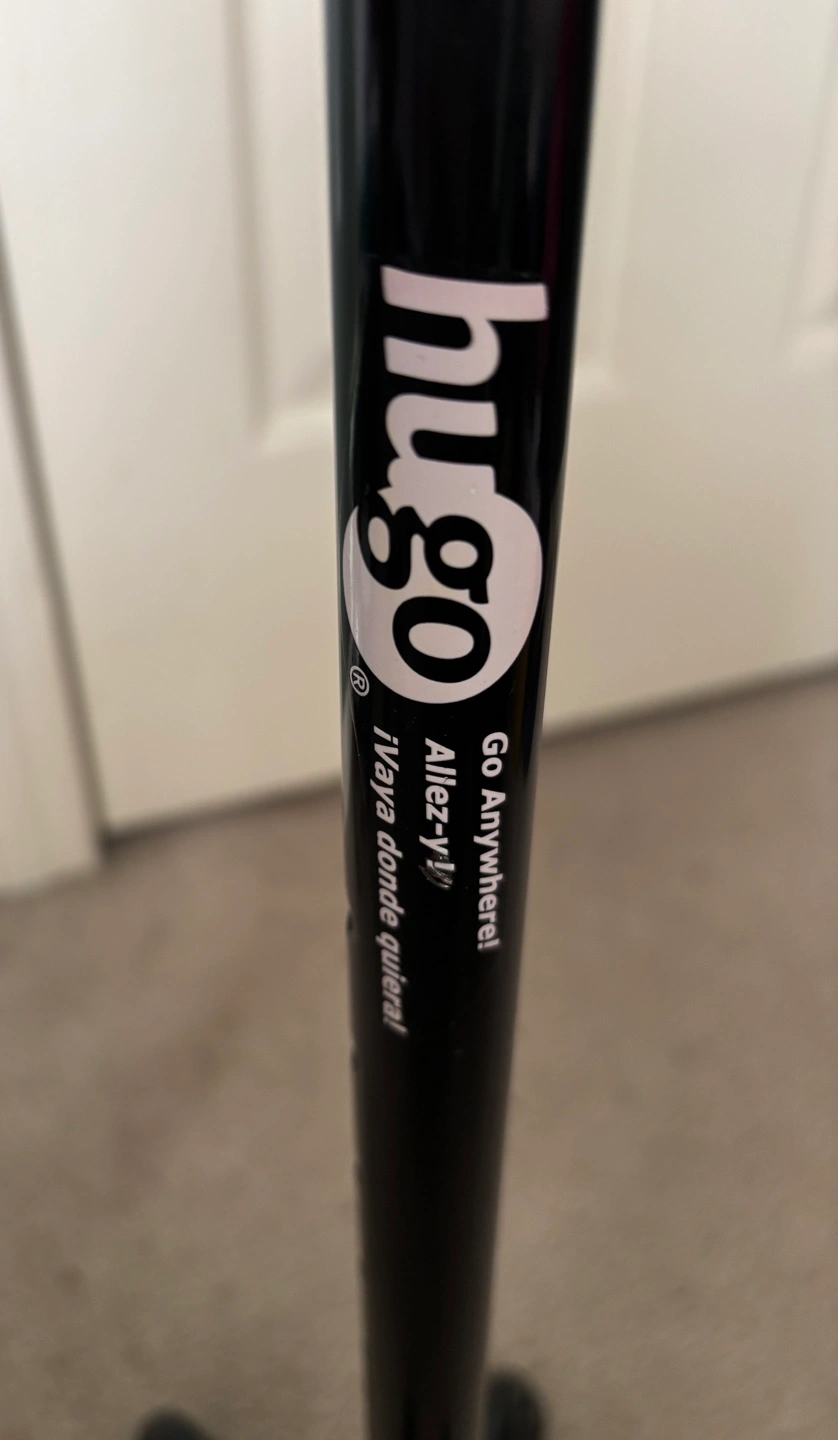 hugo®
Go Anywhere!
Allez-y!
¡Vaya donde quiera!